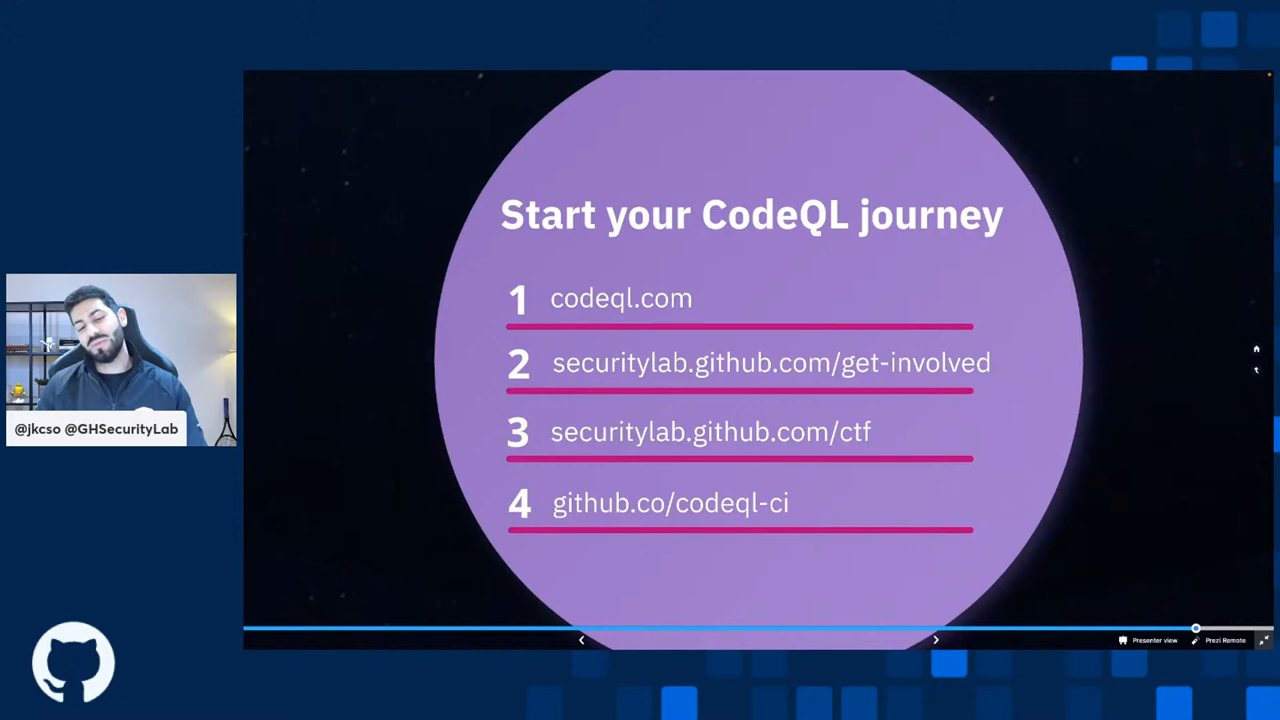 Start your CodeQL journey
1 codeql.com
2 securitylab.github.com/get-involved
3 securitylab.github.com/ctf
4 github.co/codeql-ci
@jkcso @GHSecurityLab
Presenter view Prezi Remote